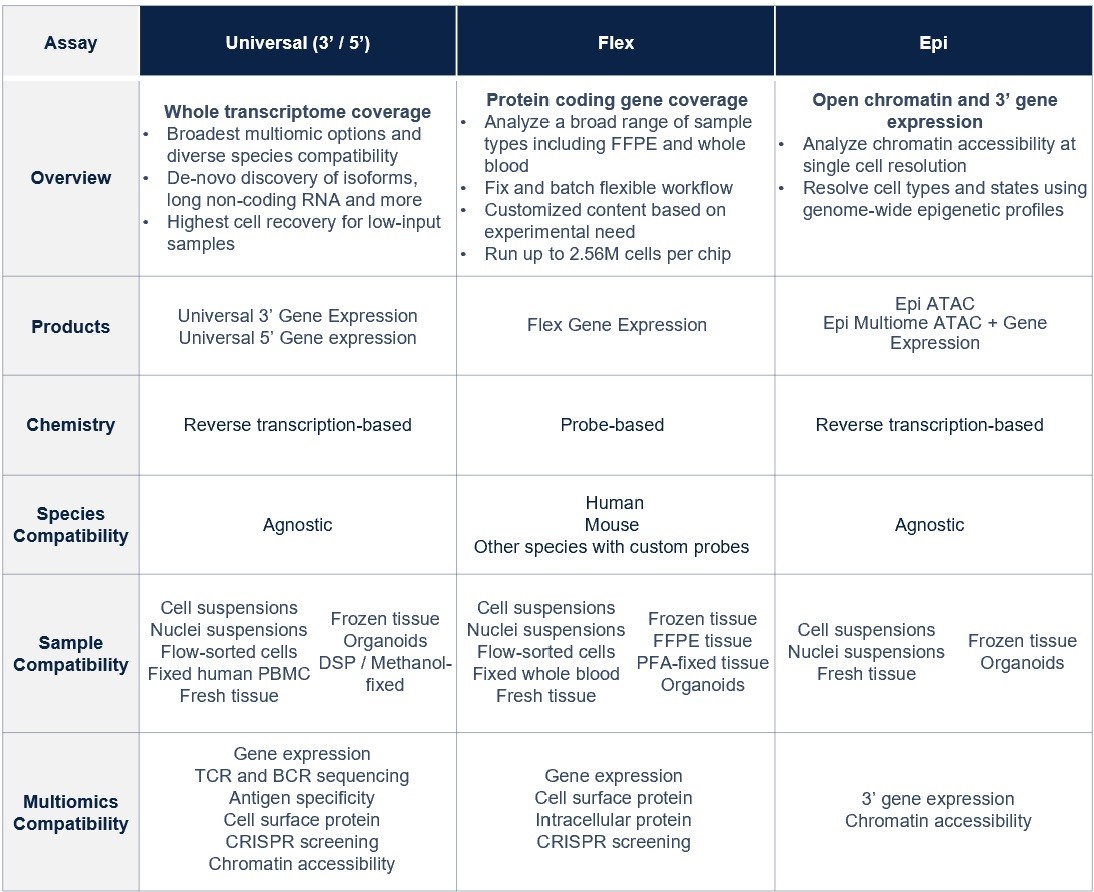 Assay
Universal (3’ / 5’)
Flex
Epi
Overview
Whole transcriptome coverage
• Broadest multiomic options and
diverse species compatibility
• De-novo discovery of isoforms,
long non-coding RNA and more
• Highest cell recovery for low-input
samples
Protein coding gene coverage
• Analyze a broad range of sample
types including FFPE and whole
blood
• Fix and batch flexible workflow
• Customized content based on
experimental need
• Run up to 2.56M cells per chip
Open chromatin and 3’ gene
expression
• Analyze chromatin accessibility at
single cell resolution
• Resolve cell types and states using
genome-wide epigenetic profiles
Products
Universal 3’ Gene Expression
Universal 5’ Gene expression
Flex Gene Expression
Epi ATAC
Epi Multiome ATAC + Gene
Expression
Chemistry
Reverse transcription-based
Probe-based
Reverse transcription-based
Species
Compatibility
Agnostic
Human
Mouse
Other species with custom probes
Agnostic
Sample
Compatibility
Cell suspensions
Nuclei suspensions
Flow-sorted cells
Fixed human PBMC
Fresh tissue
Frozen tissue
Organoids
DSP / Methanol-
fixed
Cell suspensions
Nuclei suspensions
Flow-sorted cells
Fixed whole blood
Fresh tissue
Frozen tissue
FFPE tissue
PFA-fixed tissue
Organoids
Cell suspensions
Nuclei suspensions
Fresh tissue
Frozen tissue
Organoids
Multiomics
Compatibility
Gene expression
TCR and BCR sequencing
Antigen specificity
Cell surface protein
CRISPR screening
Chromatin accessibility
Gene expression
Cell surface protein
Intracellular protein
CRISPR screening
3’ gene expression
Chromatin accessibility